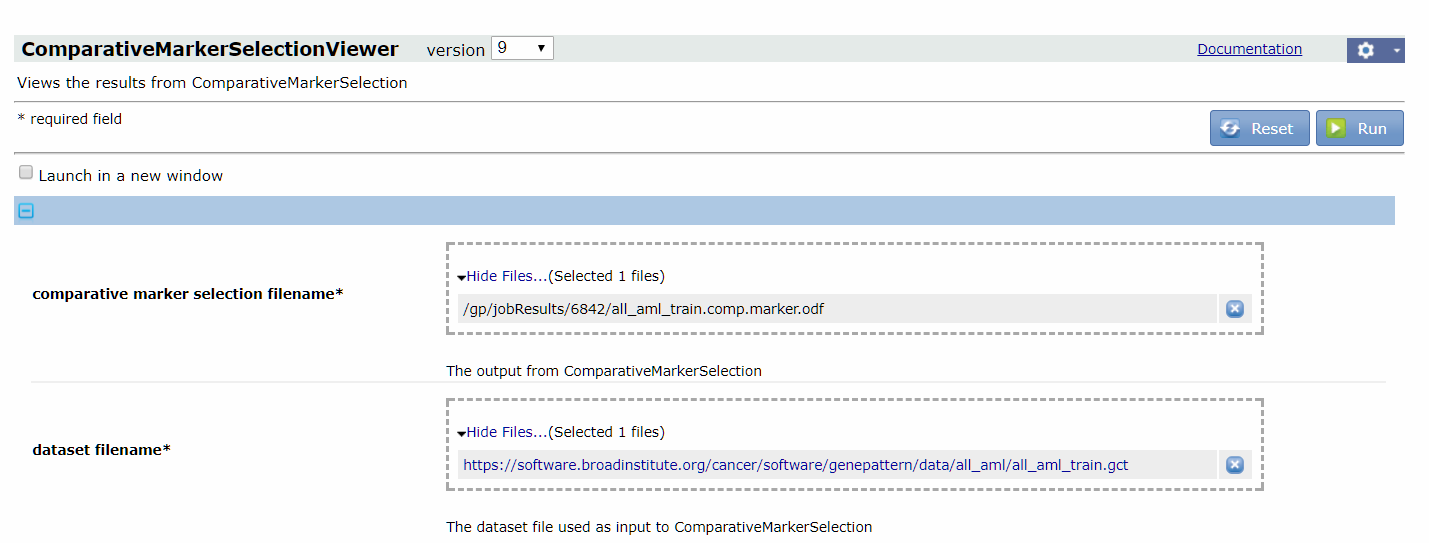 ComparativeMarkerSelectionViewer version 9 Documentation
Views the results from ComparativeMarkerSelection
* required field Reset Run
Launch in a new window
Hide Files...(Selected 1 files)
comparative marker selection filename*
/gp/jobResults/6842/all_aml_train.comp.marker.odf
The output from ComparativeMarkerSelection
Hide Files...(Selected 1 files)
dataset filename*
https://software.broadinstitute.org/cancer/software/genepattern/data/all_aml/all_aml_train.gct
The dataset file used as input to ComparativeMarkerSelection